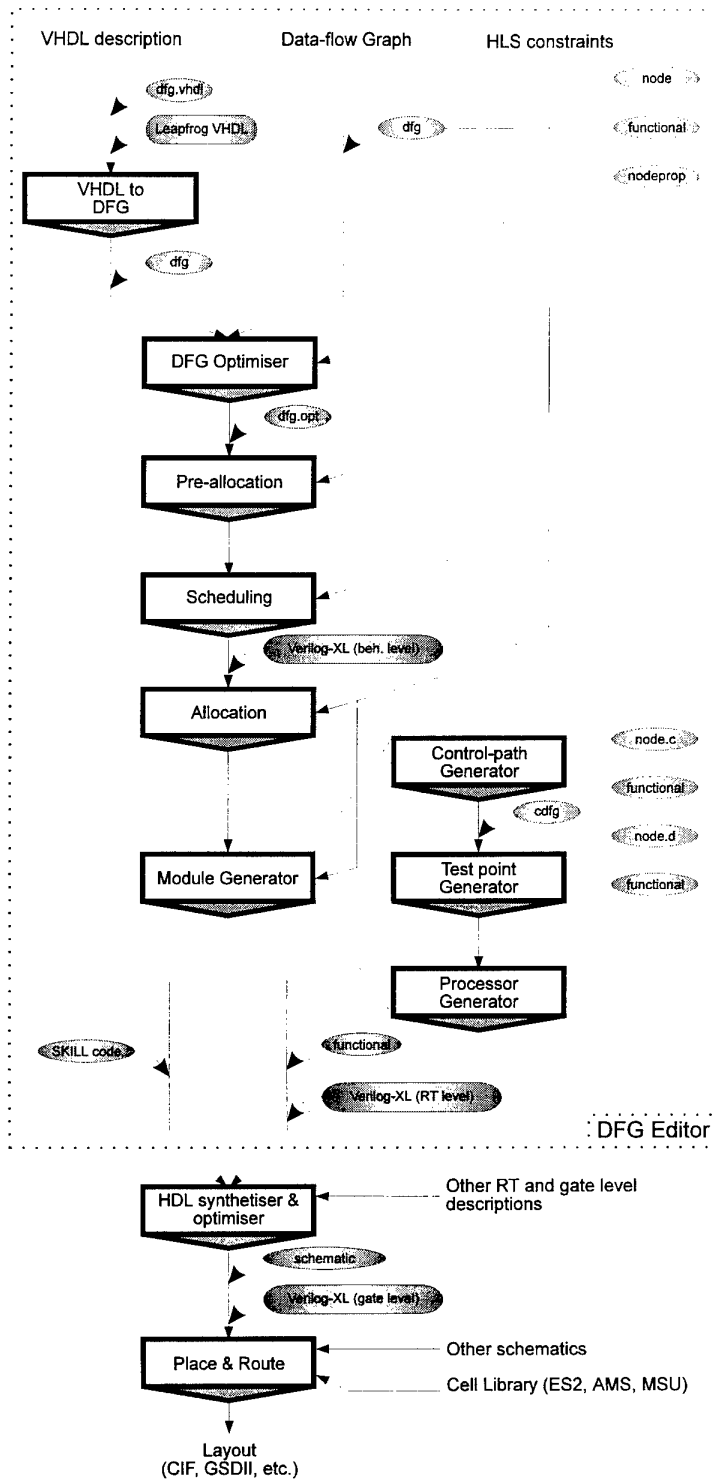 VHDL description
Data-flow Graph
HLS constraints
dfg.vhdl
node
Leapfrog VHDL
dfg
functional
VHDL to
DFG
nodeprop
dfg
DFG Optimiser
dfg.opt
Pre-allocation
Scheduling
Verilog-XL (beh. level)
Allocation
Control-path
Generator
node.c
functional
cdfg
node.d
Module Generator
Test point
Generator
functional
Processor
Generator
SKILL code
functional
Verilog-XL (RT level)
DFG Editor
HDL synthetiser &
optimiser
Other RT and gate level
descriptions
schematic
Verilog-XL (gate level)
Place & Route
Other schematics
Cell Library (ES2, AMS, MSU)
Layout
(CIF, GSDII, etc.)